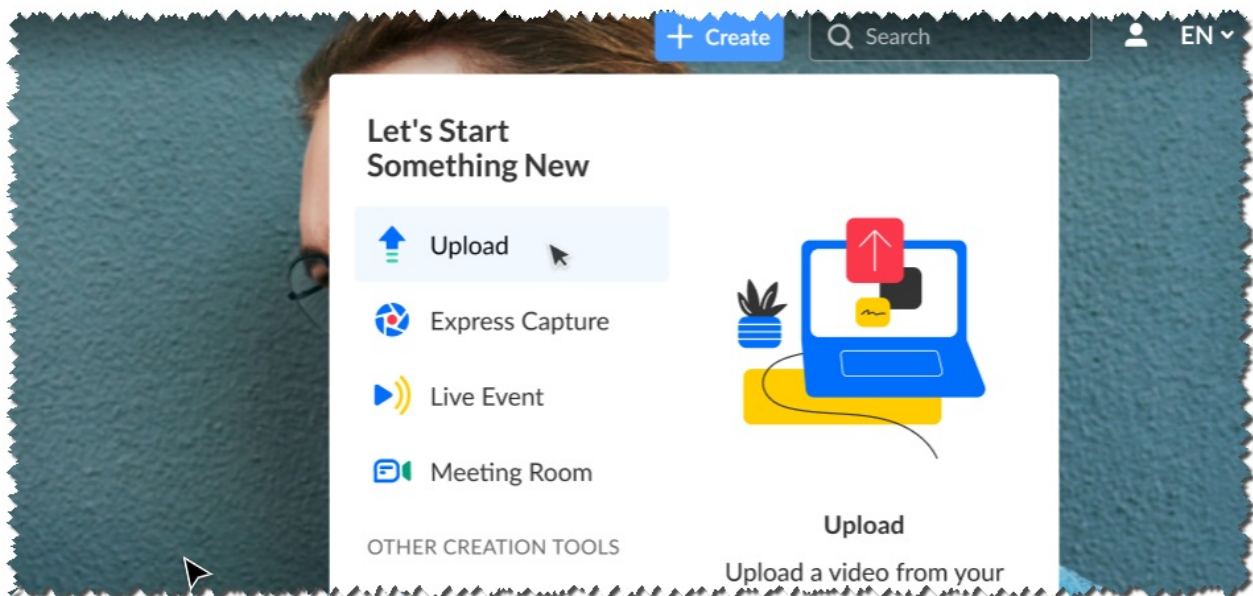 Create
Search
EN
Let's Start
Something New
Upload
Express Capture
Live Event
Meeting Room
OTHER CREATION TOOLS
Upload
Upload a video from your